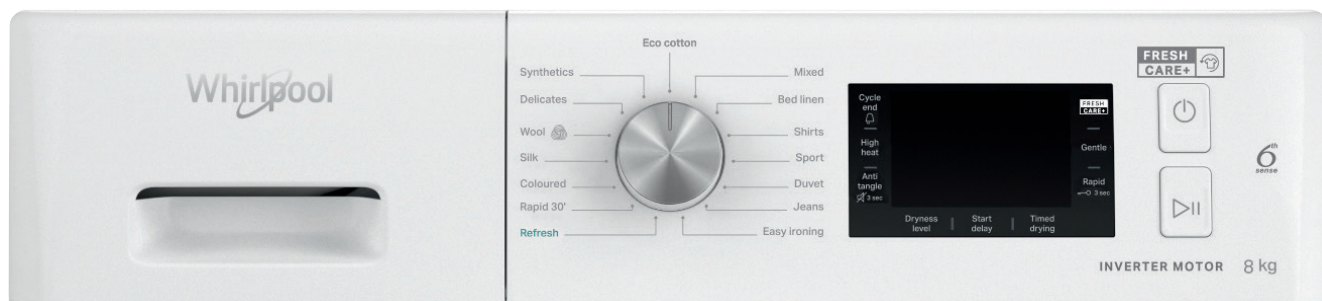 Whirlpool
Eco cotton
Synthetics
Delicates
Wool
Silk
Coloured
Rapid 30'
Refresh
Mixed
Bed linen
Shirts
Sport
Duvet
Jeans
Easy ironing
Cycle
end
High
heat
Anti
tangle
3 sec
FRESH
CARE+
Gentle
Rapid
3 sec
Dryness
level
Start
delay
Timed
drying
FRESH
CARE+
6th
sense
INVERTER MOTOR 8 kg